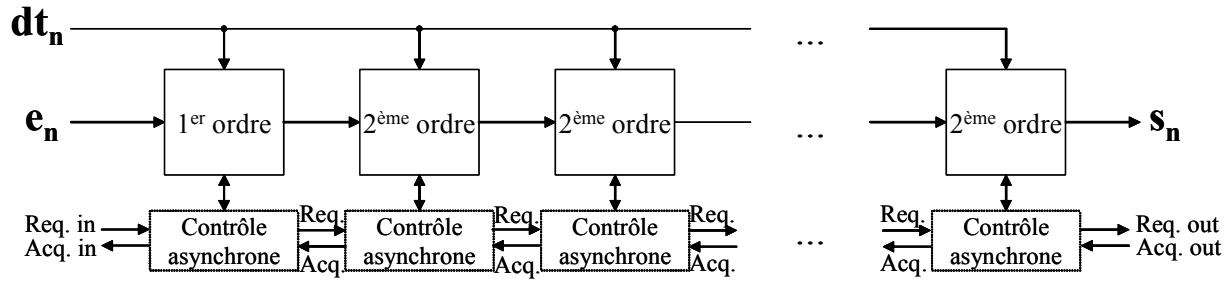 dtₙ
...
eₙ
1er ordre
2ème ordre
2ème ordre
...
2ème ordre
sₙ
Req. in
Acq. in
Contrôle
asynchrone
Req.
Acq.
Contrôle
asynchrone
Req.
Acq.
Contrôle
asynchrone
Req.
Acq.
...
Req.
Acq.
Contrôle
asynchrone
Req. out
Acq. out